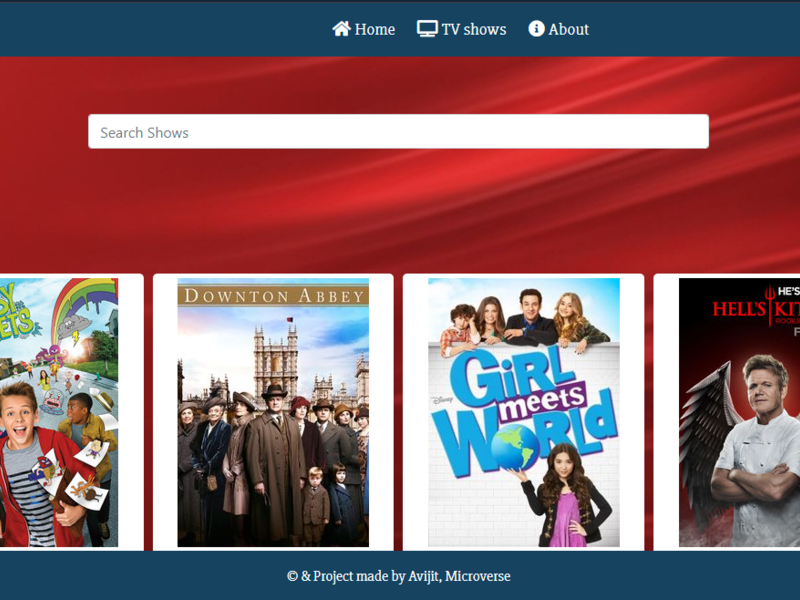 Home
TV shows
About
Search Shows
DOWNTON ABBEY
Disney
GiRL
meets
WORLd
HE'S
HELL'S
© & Project made by Avijit, Microverse